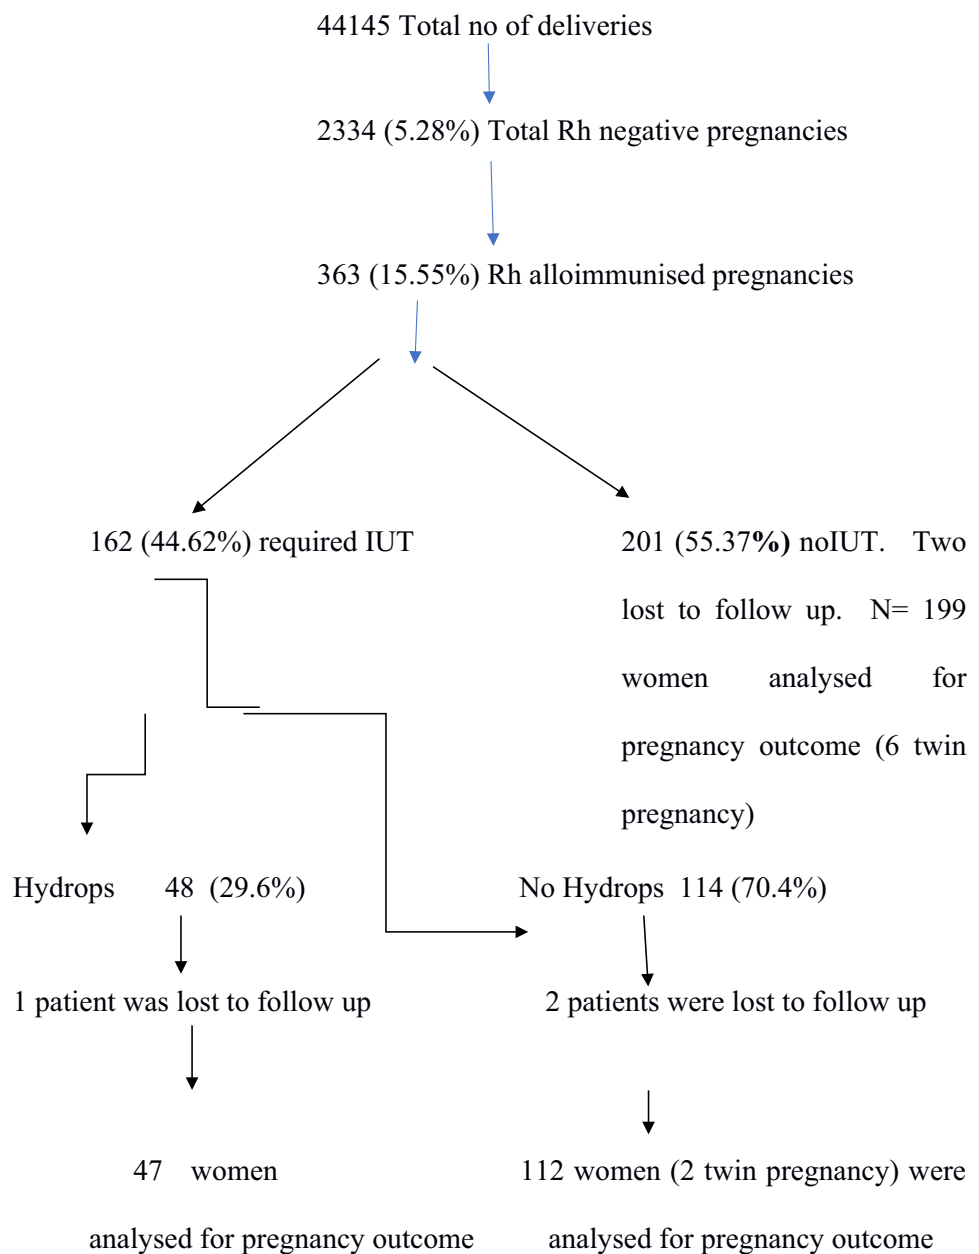 44145 Total no of deliveries
2334 (5.28%) Total Rh negative pregnancies
363 (15.55%) Rh alloimmunised pregnancies
162 (44.62%) required IUT
201 (55.37%) noIUT. Two
lost to follow up. N= 199
women analysed for
pregnancy outcome (6 twin
pregnancy)
Hydrops 48 (29.6%)
No Hydrops 114 (70.4%)
1 patient was lost to follow up
2 patients were lost to follow up
47 women
analysed for pregnancy outcome
112 women (2 twin pregnancy) were
analysed for pregnancy outcome